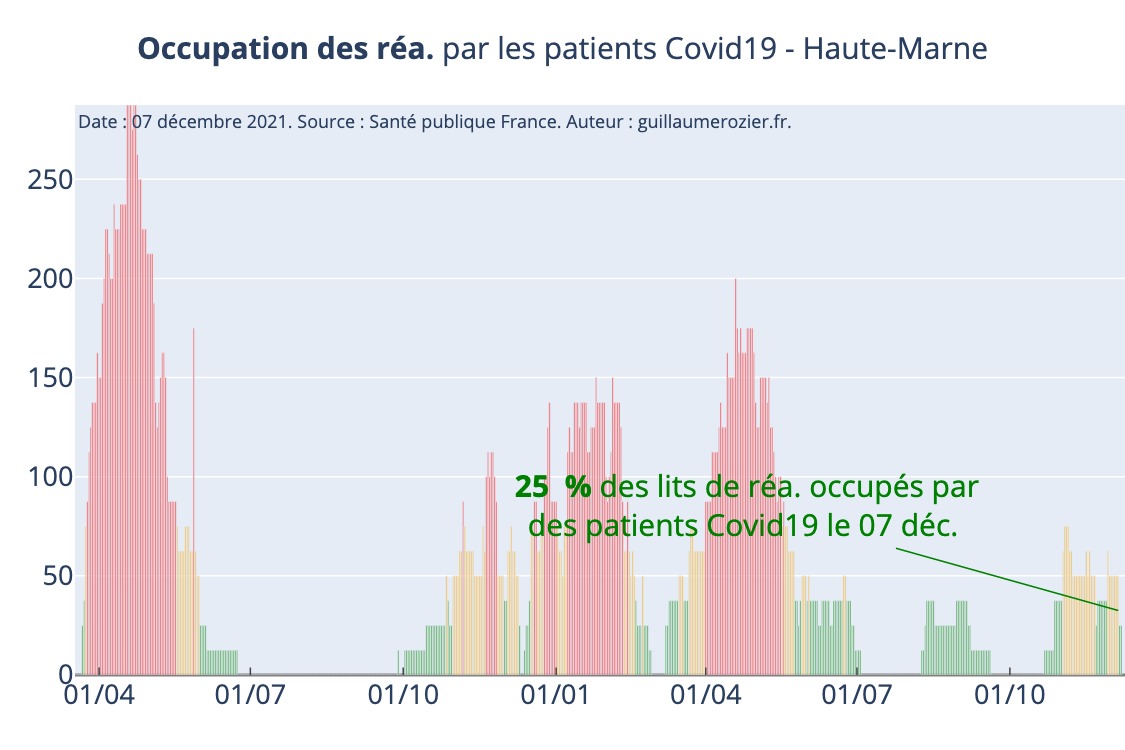 Occupation des réa. par les patients Covid19 - Haute-Marne
Date : 07 décembre 2021. Source : Santé publique France. Auteur : guillaumerozier.fr.
250
200
150
100
50
0
25 % des lits de réa. occupés par
des patients Covid19 le 07 déc.
01/04 01/07 01/10 01/01 01/04 01/07 01/10